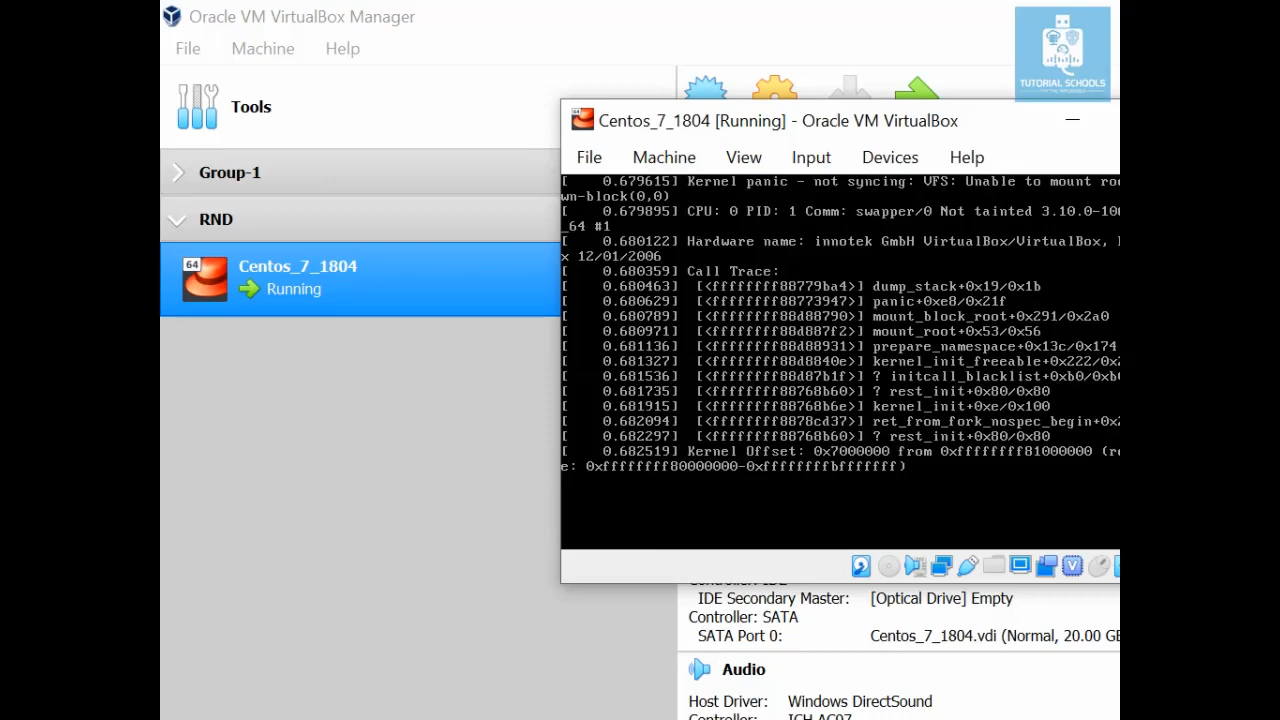 Oracle VM VirtualBox Manager
File Machine Help
TUTORIAL SCHOOLS
Tools
Group-1
RND
64
Centos_7_1804
Running
64
Centos_7_1804 [Running] - Oracle VM VirtualBox
File Machine View Input Devices Help
[ 0.679615] Kernel panic - not syncing: VFS: Unable to mount roo
wn-block(0,0)
[ 0.679895] CPU: 0 PID: 1 Comm: swapper/0 Not tainted 3.10.0-100
_64 #1
[ 0.680122] Hardware name: innotek GmbH VirtualBox/VirtualBox,
x 12/01/2006
[ 0.680359] Call Trace:
[ 0.680463] [<ffffffff88779ba4>] dump_stack+0x19/0x1b
[ 0.680629] [<ffffffff88773947>] panic+0xe8/0x21f
[ 0.680789] [<ffffffff88d88790>] mount_block_root+0x291/0x2a0
[ 0.680971] [<ffffffff88d887f2>] mount_root+0x53/0x56
[ 0.681136] [<ffffffff88d88931>] prepare_namespace+0x13c/0x174
[ 0.681327] [<ffffffff88d8840e>] kernel_init_freeable+0x222/0x2
[ 0.681536] [<ffffffff88d87b1f>] ? initcall_blacklist+0xb0/0xb0
[ 0.681735] [<ffffffff88768b60>] ? rest_init+0x80/0x80
[ 0.681915] [<ffffffff88768b6e>] kernel_init+0xe/0x100
[ 0.682094] [<ffffffff8878cd37>] ret_from_fork_nospec_begin+0x2
[ 0.682297] [<ffffffff88768b60>] ? rest_init+0x80/0x80
[ 0.682519] Kernel Offset: 0x7000000 from 0xffffffff81000000 (re
e: 0xffffffff80000000-0xffffffffbfffffff)
IDE Secondary Master: [Optical Drive] Empty
Controller: SATA
SATA Port 0: Centos_7_1804.vdi (Normal, 20.00 GB
Audio
Host Driver: Windows DirectSound
Controller: ICH AC97